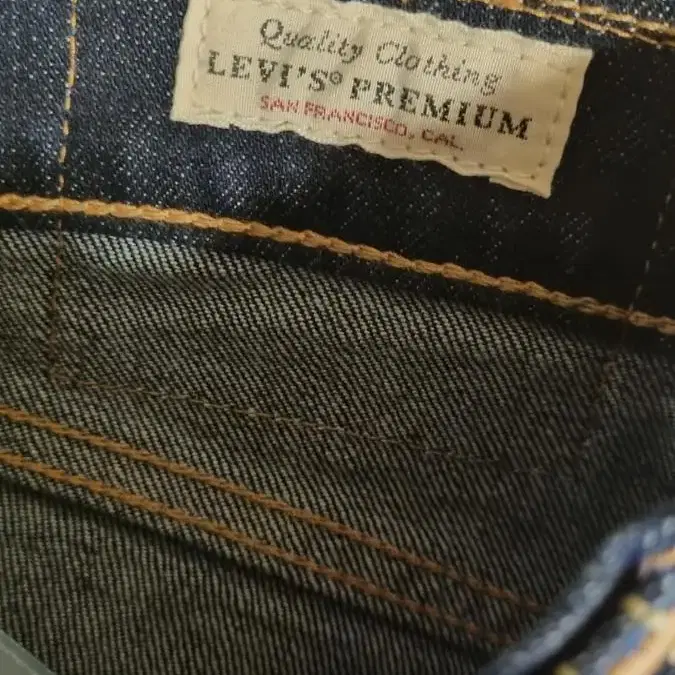 Quality Clothing
LEVI'S® PREMIUM
SAN FRANCISCO, CAL.